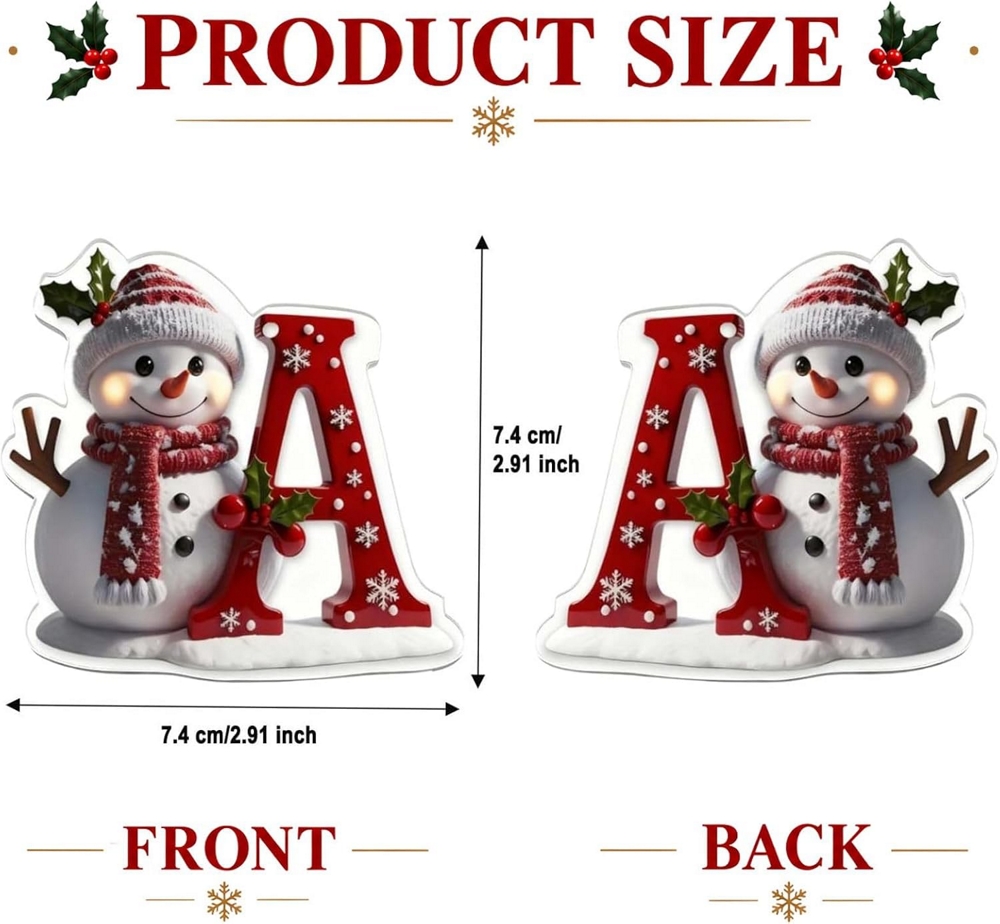 PRODUCT SIZE
A
A
7.4 cm/
2.91 inch
7.4 cm/2.91 inch
FRONT
BACK